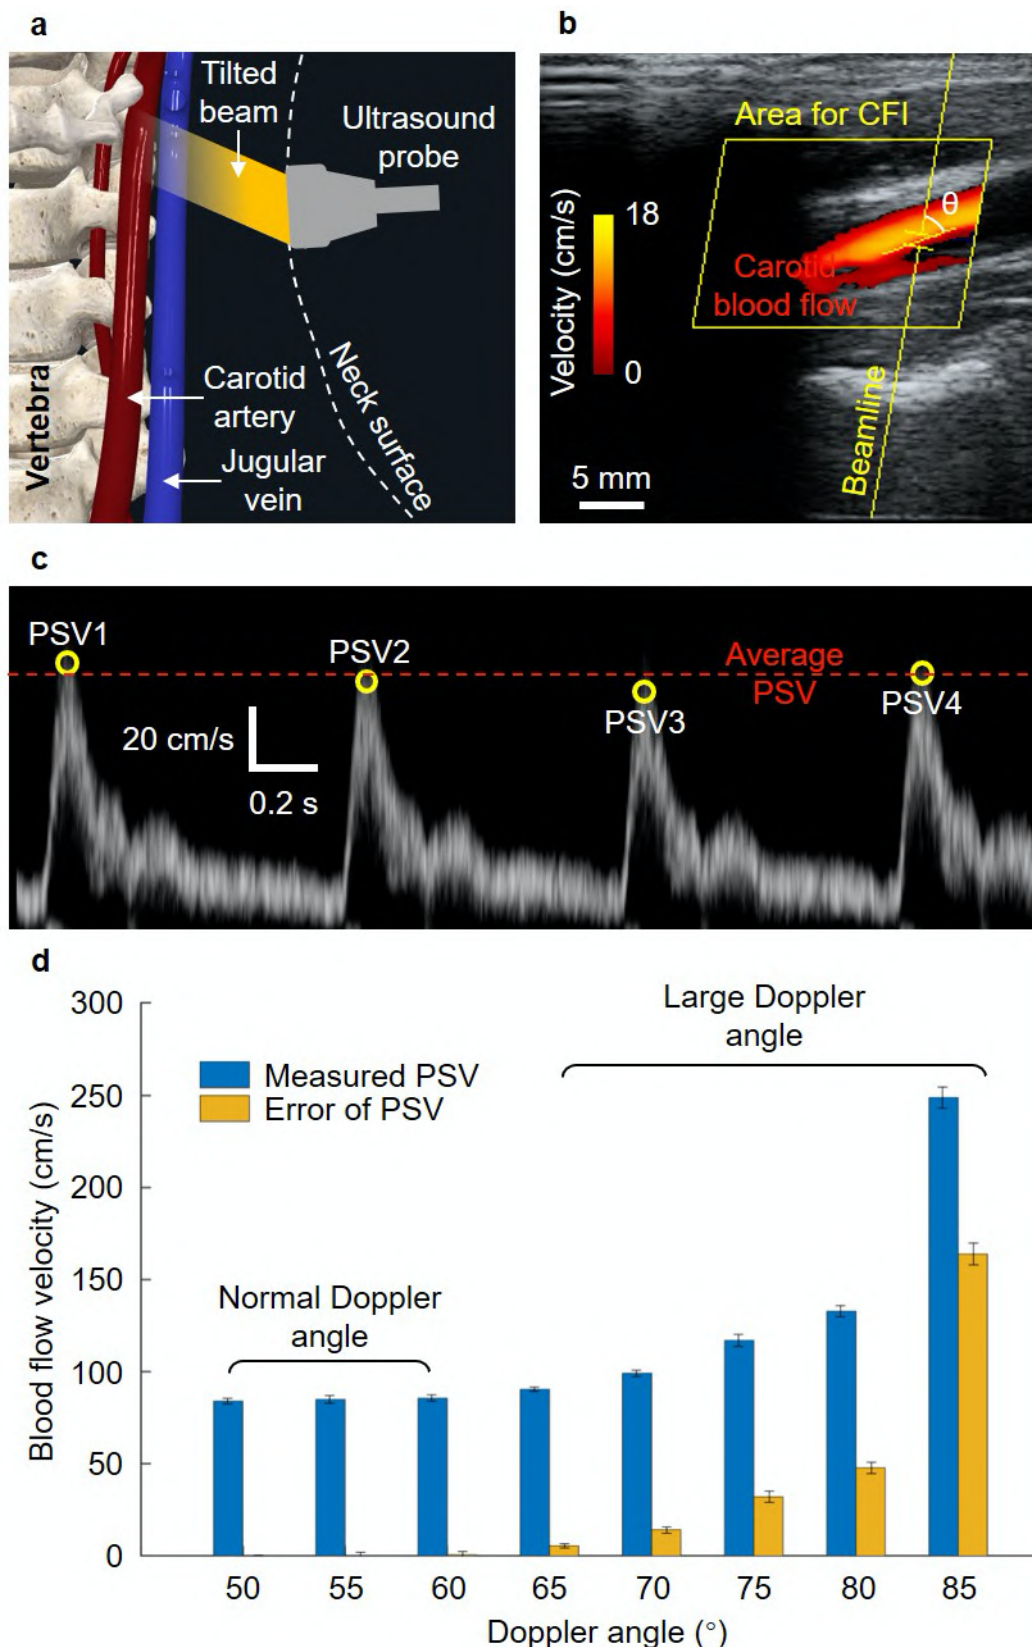 a
Tilted
beam
Ultrasound
probe
Vertebra
Carotid
artery
Jugular
vein
Neck surface
b
Area for CFI
Velocity (cm/s)
18
0
θ
Carotid
blood flow
Beamline
5 mm
c
PSV1
PSV2
PSV3
PSV4
Average
PSV
20 cm/s
0.2 s
d
Blood flow velocity (cm/s)
300
250
200
150
100
50
0
Measured PSV
Error of PSV
Large Doppler
angle
Normal Doppler
angle
50 55 60 65 70 75 80 85
Doppler angle (°)